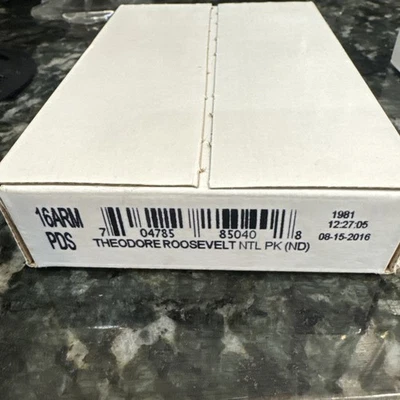 16ARM
PDS
7 04785 85040 8
THEODORE ROOSEVELT NTL PK (ND)
1981
12:27:05
08-15-2016